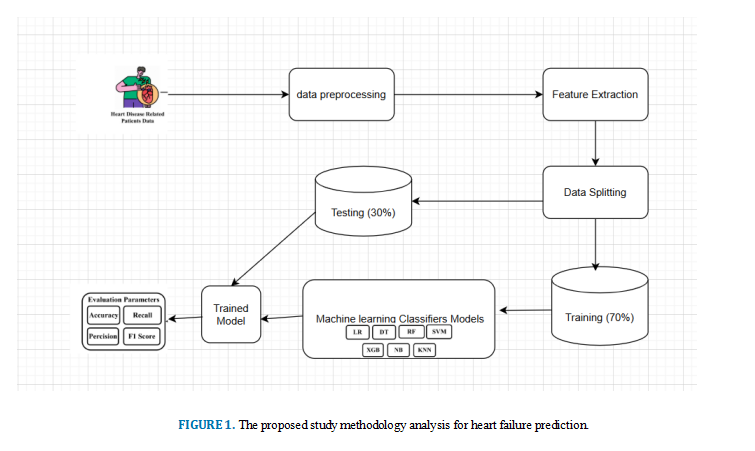 Heart Disease Related
Patients Data
data preprocessing
Feature Extraction
Data Splitting
Testing (30%)
Training (70%)
Machine learning Classifiers Models
LR DT RF SVM
XGB NB KNN
Trained
Model
Evaluation Parameters
Accuracy Recall
Percision F1 Score
FIGURE 1. The proposed study methodology analysis for heart failure prediction.